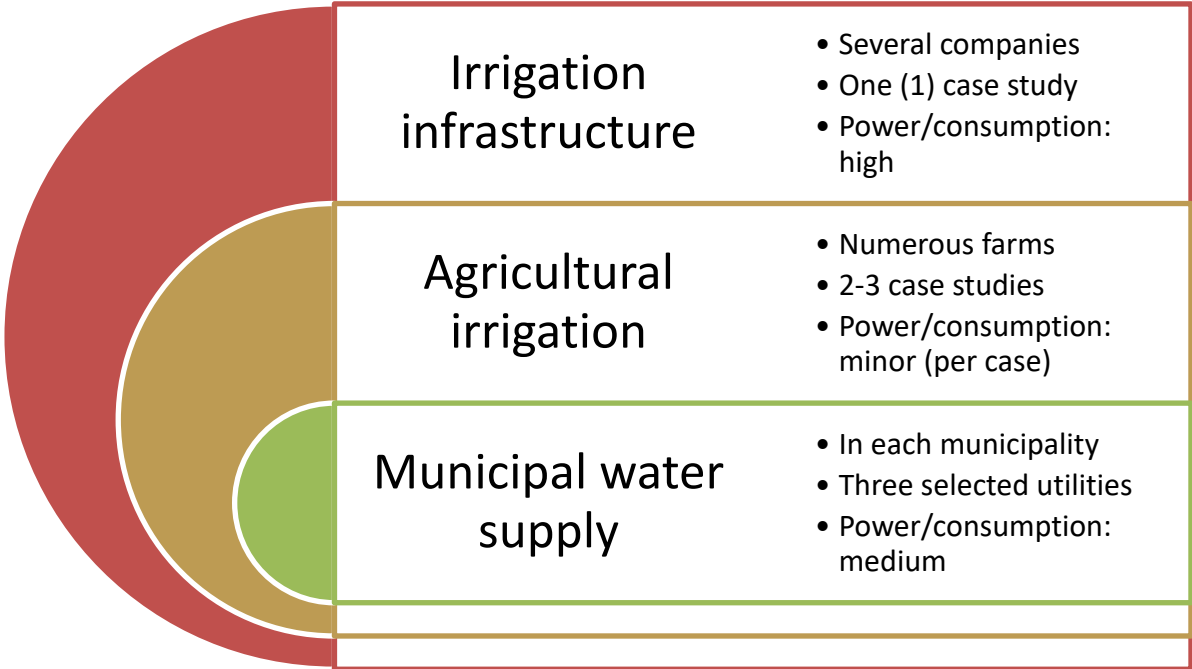 Irrigation
infrastructure
• Several companies
• One (1) case study
• Power/consumption:
high
Agricultural
irrigation
• Numerous farms
• 2-3 case studies
• Power/consumption:
minor (per case)
Municipal water
supply
• In each municipality
• Three selected utilities
• Power/consumption:
medium